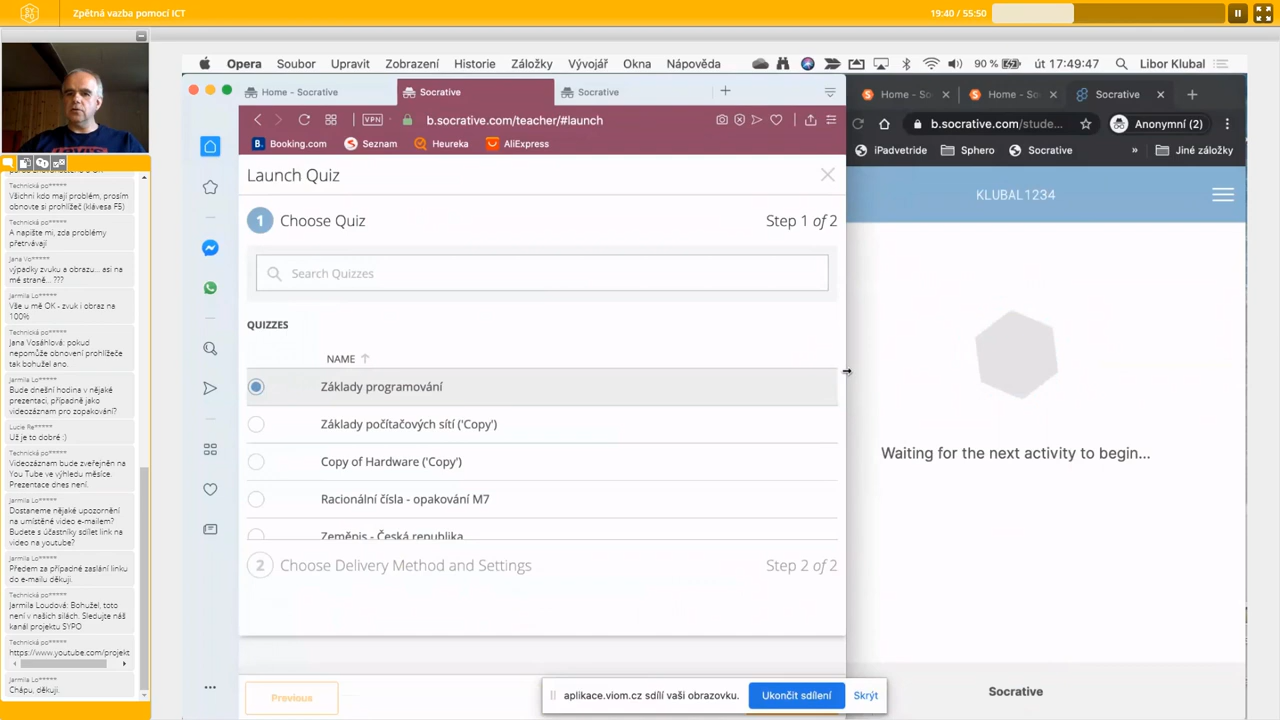 Zpětná vazba pomocí ICT
19:40 / 55:50
Opera Soubor Upravit Zobrazení Historie Záložky Vývojář Okna Nápověda
90 % út 17:49:47 Libor Klubal
Home - Socrative
Socrative
Socrative
VPN b.socrative.com/teacher/#launch
Booking.com Seznam Heureka AliExpress
Launch Quiz
1 Choose Quiz Step 1 of 2
Search Quizzes
QUIZZES
NAME
Základy programování
Základy počítačových sítí ('Copy')
Copy of Hardware ('Copy')
Racionální čísla - opakování M7
Zeměpis - Česká republika
2 Choose Delivery Method and Settings Step 2 of 2
Previous
aplikace.viom.cz sdílí vaši obrazovku. Ukončit sdílení Skrýt
Home - So
Home - So
Socrative
b.socrative.com/stude... Anonymní (2)
iPadvetride Sphero Socrative » Jiné záložky
KLUBAL1234
Waiting for the next activity to begin...
Socrative
Technická po*****
Všichni kdo mají problém, prosím
obnovte si prohlížeč (klávesa F5)
Technická po*****
A napište mi, zda problémy
přetrvávají
Jana Vo*****
výpadky zvuku a obrazu... asi na
mé straně... ???
Jarmila Lo*****
Vše u mě OK - zvuk i obraz na
100%
Technická po*****
Jana Vosáhlová: pokud
nepomůže obnovení prohlížeče
tak bohužel ano.
Jarmila Lo*****
Bude dnešní hodina v nějaké
prezentaci, případně jako
videozáznam pro zopakování?
Lucie Re*****
Už je to dobré :)
Technická po*****
Videozáznam bude zveřejněn na
You Tube ve výhledu měsíce.
Prezentace dnes není.
Jarmila Lo*****
Dostaneme nějaké upozornění
na umístěné video e-mailem?
Budete s účastníky sdílet link na
video na youtube?
Jarmila Lo*****
Předem za případné zaslání linku
do e-mailu děkuji.
Technická po*****
Jarmila Loudová: Bohužel, toto
není v našich silách. Sledujte náš
kanál projektu SYPO
Technická po*****
https://www.youtube.com/projekt
Jarmila Lo*****
Chápu, děkuji.